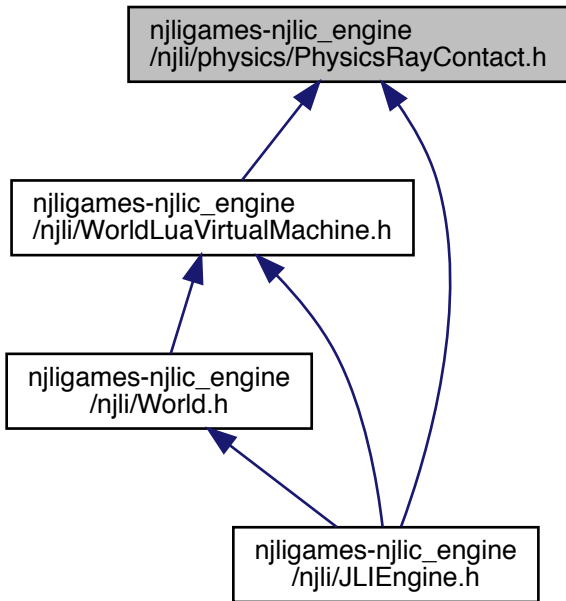 njligames-njlic_engine
/njli/physics/PhysicsRayContact.h
njligames-njlic_engine
/njli/WorldLuaVirtualMachine.h
njligames-njlic_engine
/njli/World.h
njligames-njlic_engine
/njli/JLIEngine.h